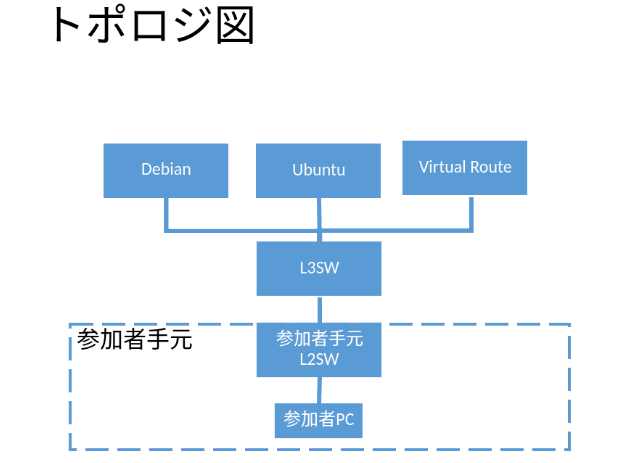 トポロジ図
Debian
Ubuntu
Virtual Route
L3SW
参加者手元
参加者手元
L2SW
参加者PC